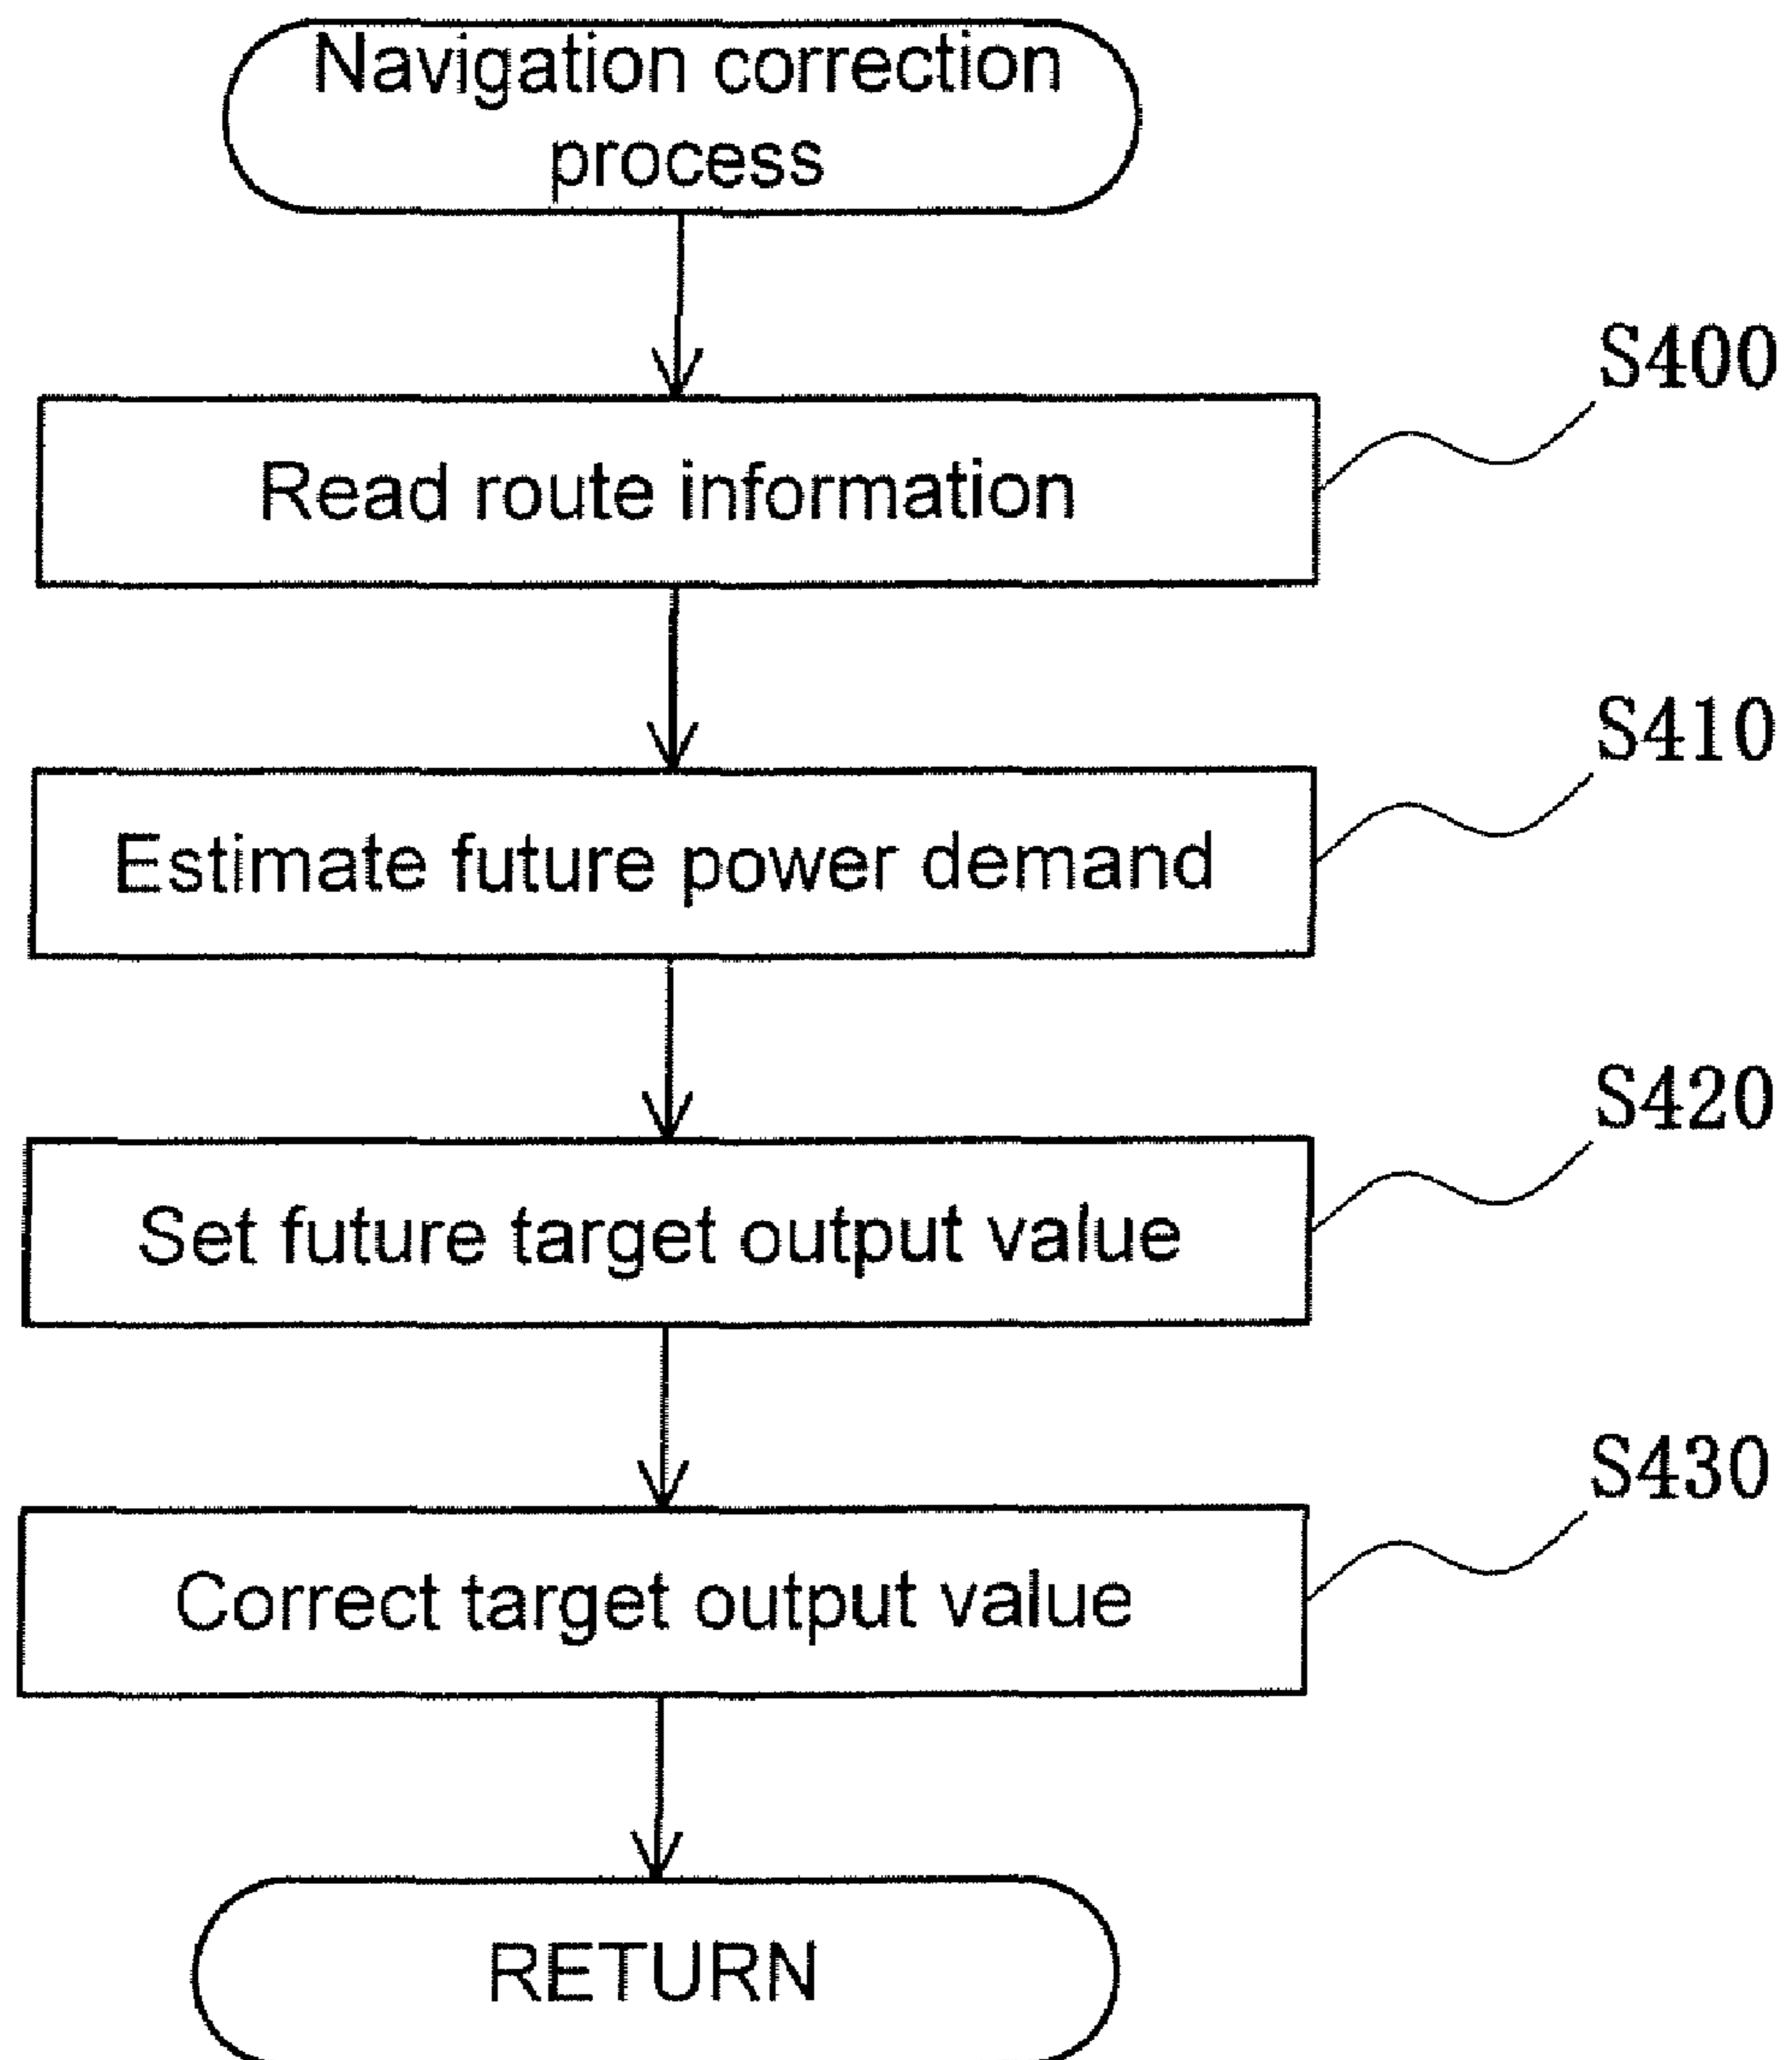 Navigation correction
process
S400
Read route information
S410
Estimate future power demand
S420
Set future target output value
S430
Correct target output value
RETURN